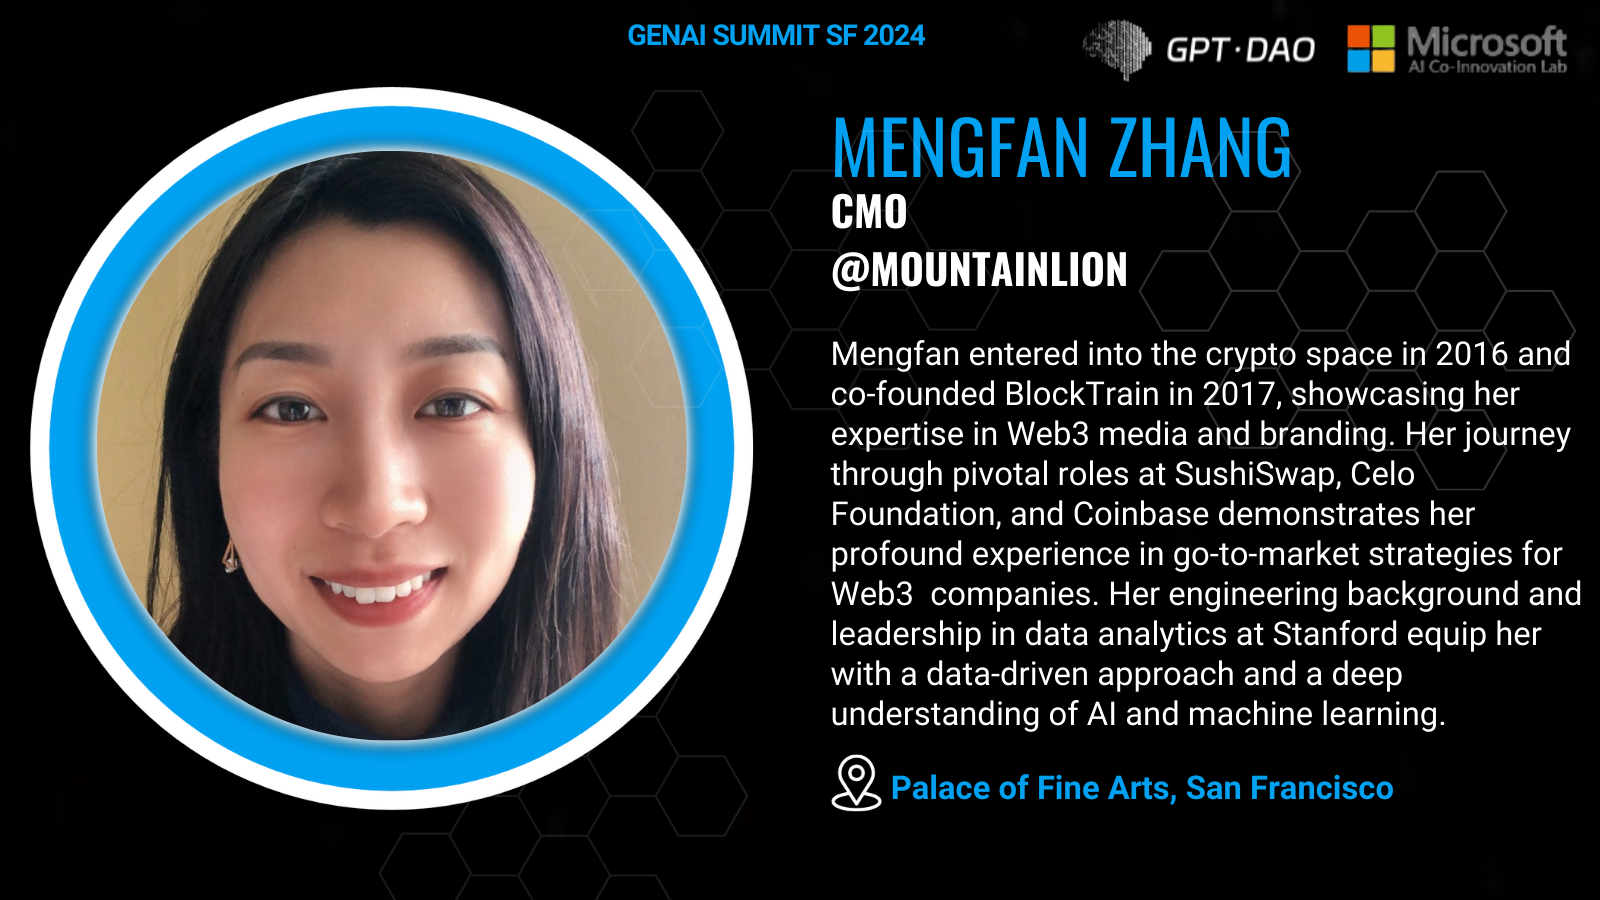 GENAI SUMMIT SF 2024
GPT·DAO
Microsoft
AI Co-Innovation Lab
MENGFAN ZHANG
CMO
@MOUNTAINLION
Mengfan entered into the crypto space in 2016 and
co-founded BlockTrain in 2017, showcasing her
expertise in Web3 media and branding. Her journey
through pivotal roles at SushiSwap, Celo
Foundation, and Coinbase demonstrates her
profound experience in go-to-market strategies for
Web3  companies. Her engineering background and
leadership in data analytics at Stanford equip her
with a data-driven approach and a deep
understanding of AI and machine learning.
Palace of Fine Arts, San Francisco